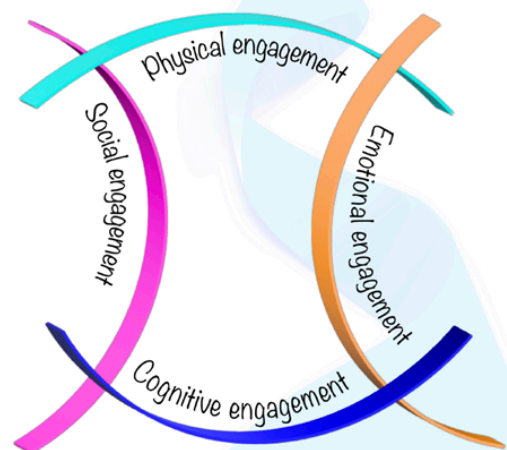 Physical engagement
Social engagement
Emotional engagement
Cognitive engagement